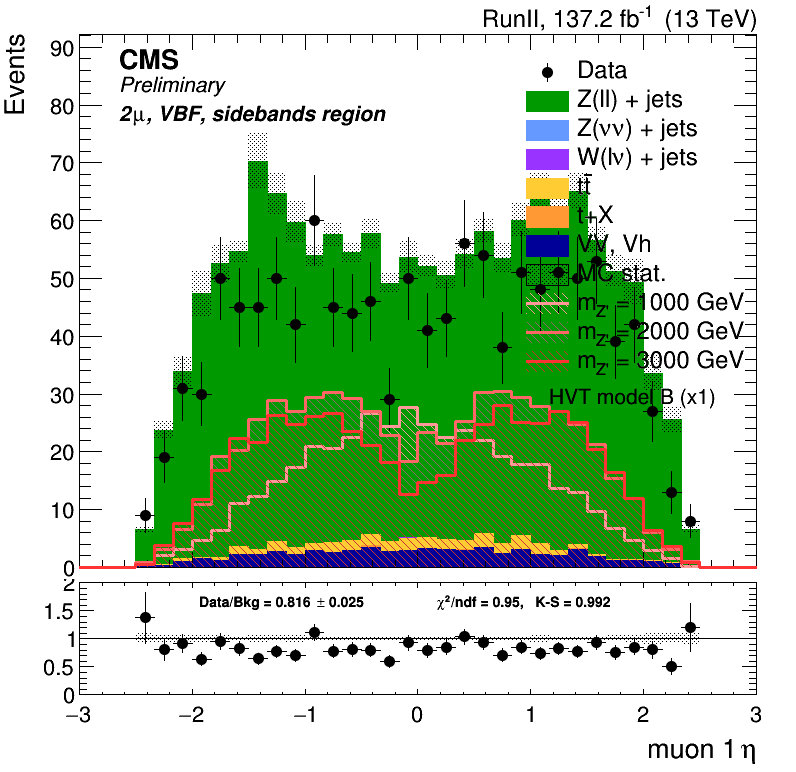 RunII, 137.2 fb⁻¹ (13 TeV)
Events
CMS
Preliminary
2μ, VBF, sidebands region
Data
Z(ll) + jets
Z(νν) + jets
W(lν) + jets
tt̄
t+X
VV, Vh
MC stat.
m_Z' = 1000 GeV
m_Z' = 2000 GeV
m_Z' = 3000 GeV
HVT model B (x1)
90
80
70
60
50
40
30
20
10
0
Data/Bkg = 0.816 ± 0.025
χ²/ndf = 0.95, K-S = 0.992
2
1.5
1
0.5
0
−3 −2 −1 0 1 2 3
muon 1 η